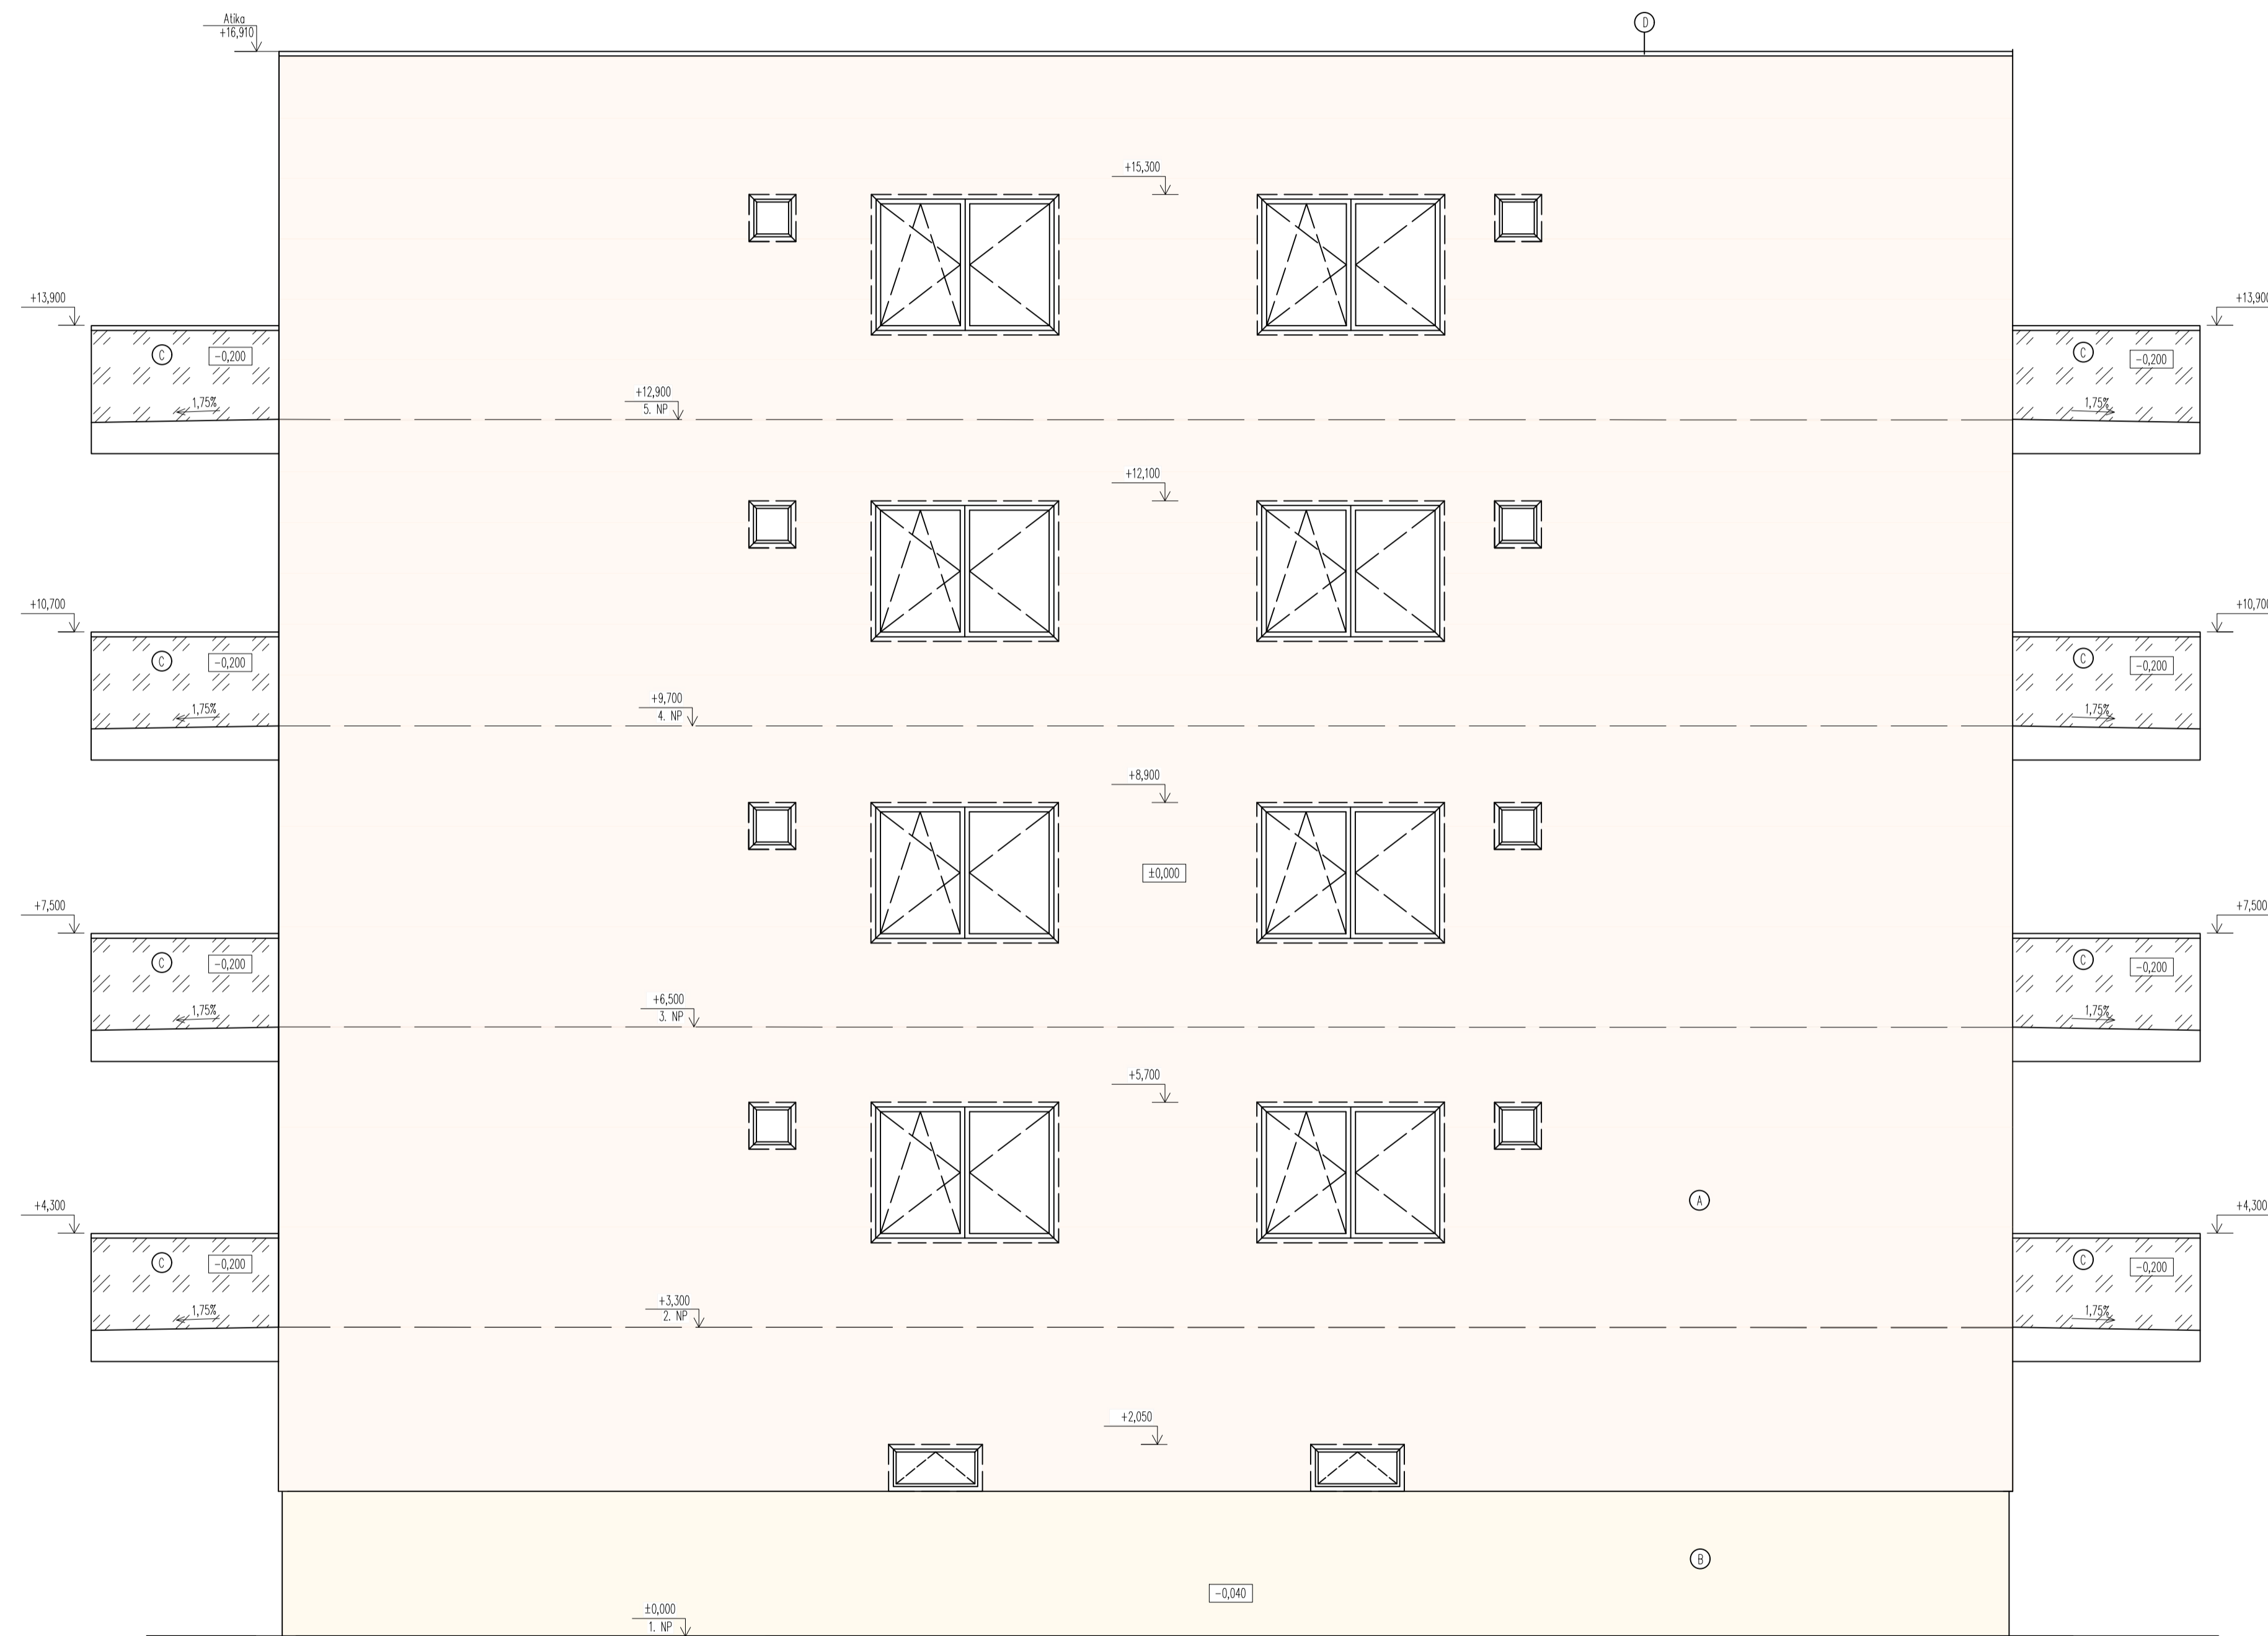 Atika
+16,910
D
+15,300
+13,900
+13,900
C
-0,200
C
-0,200
1,75%
1,75%
+12,900
5. NP
+12,100
+10,700
+10,700
C
-0,200
C
-0,200
1,75%
1,75%
+9,700
4. NP
+8,900
±0,000
+7,500
+7,500
C
-0,200
C
-0,200
1,75%
1,75%
+6,500
3. NP
+5,700
A
+4,300
+4,300
C
-0,200
C
-0,200
1,75%
1,75%
+3,300
2. NP
+2,050
B
-0,040
±0,000
1. NP